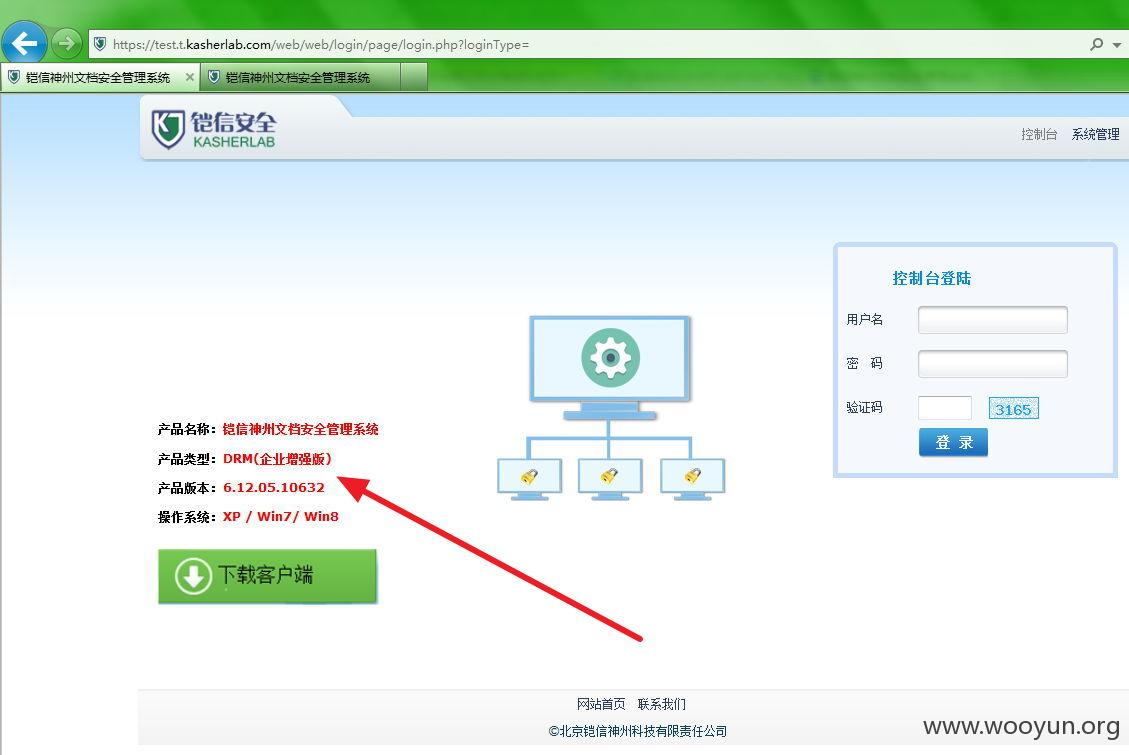 https://test.t.kasherlab.com/web/web/login/page/login.php?loginType=
铠信神州文档安全管理系统 × 铠信神州文档安全管理系统
铠信安全
KASHERLAB
控制台 系统管理
控制台登陆
用户名
密 码
验证码 3165
登 录
产品名称：铠信神州文档安全管理系统
产品类型：DRM(企业增强版)
产品版本：6.12.05.10632
操作系统：XP / Win7/ Win8
下载客户端
网站首页 联系我们
©北京铠信神州科技有限责任公司
www.wooyun.org